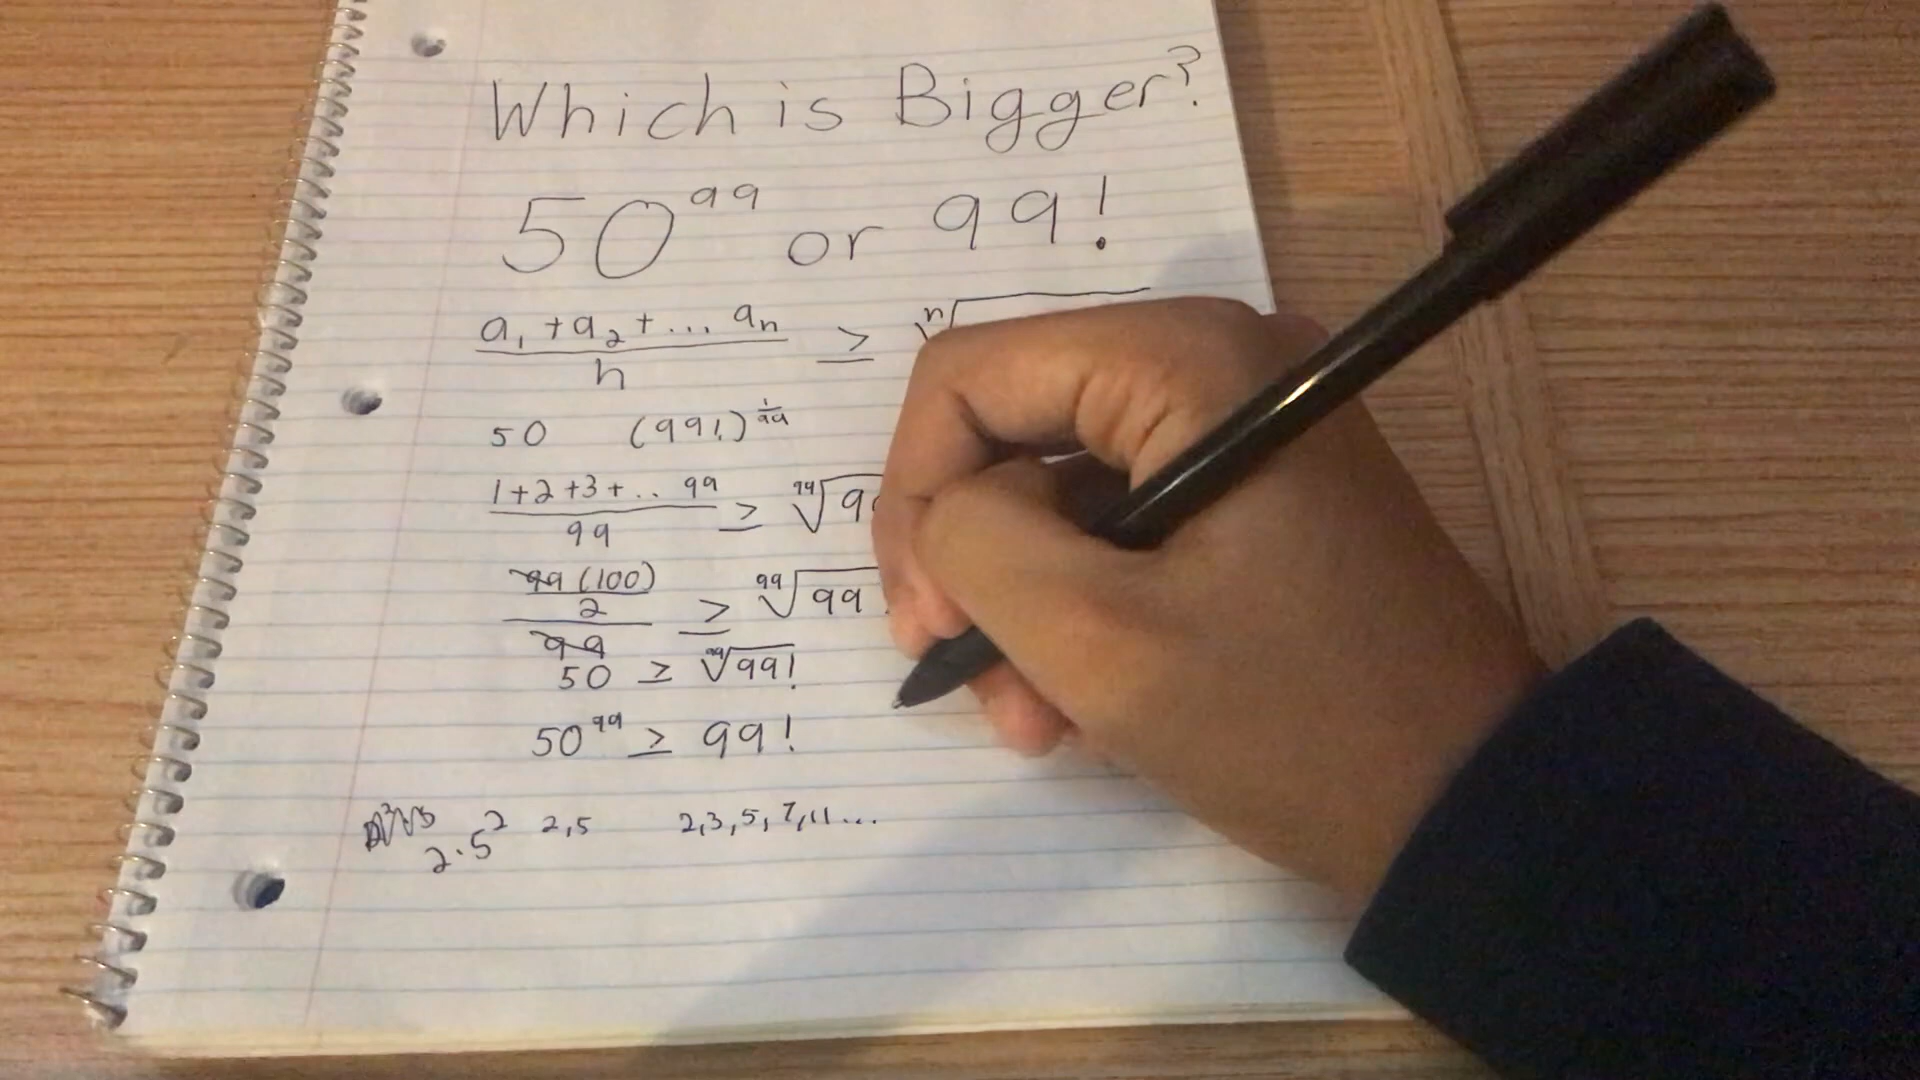 Which is Bigger?
50^99 or 99!
a₁ + a₂ + ... aₙ / n ≥ ⁿ√
50 (99!)^1/99
1+2+3+.. 99 / 99 ≥ ⁹⁹√9
99(100) / 2 / 99 ≥ ⁹⁹√99
50 ≥ ⁹⁹√99!
50^99 ≥ 99!
2·5² 2,5 2,3,5,7,11...